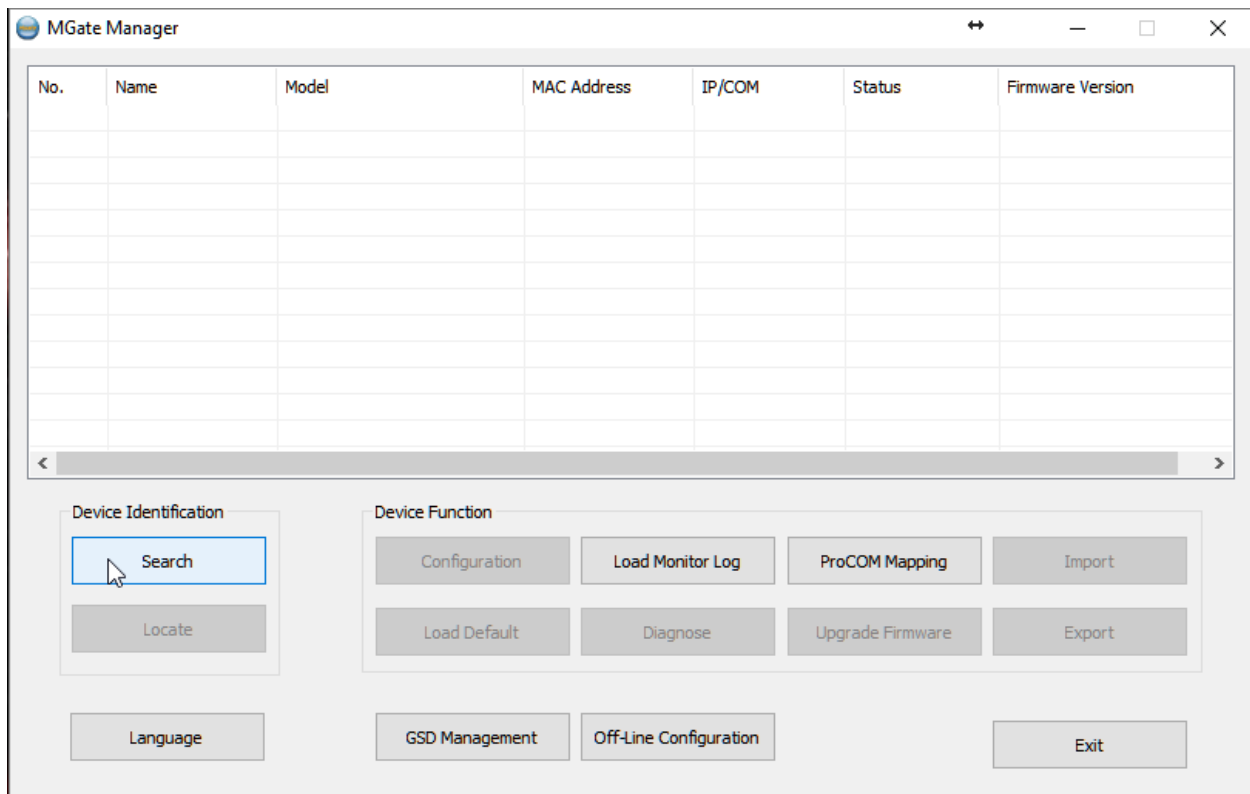 MGate Manager
No. Name Model MAC Address IP/COM Status Firmware Version
Device Identification Device Function
Search Configuration Load Monitor Log ProCOM Mapping Import
Locate Load Default Diagnose Upgrade Firmware Export
Language GSD Management Off-Line Configuration Exit